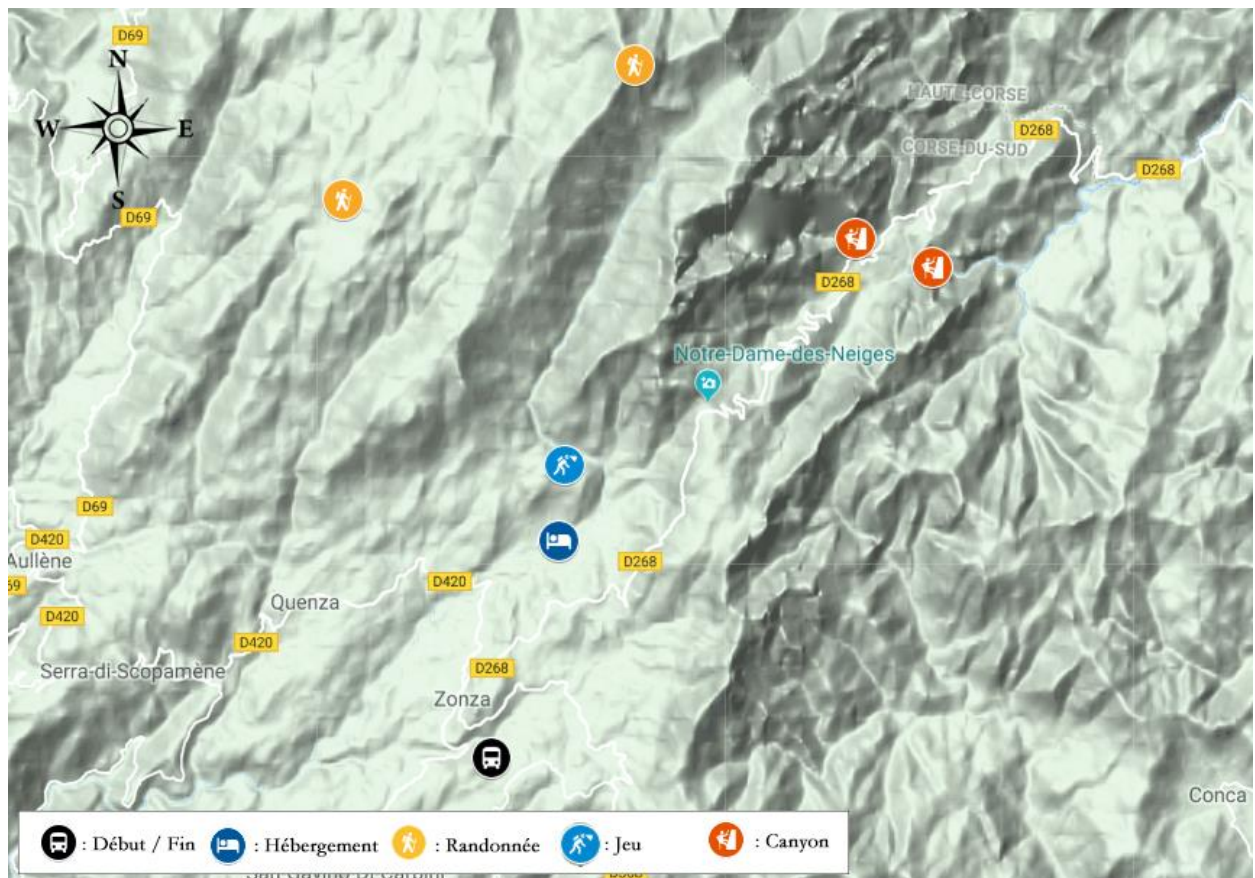 D69
N
W
E
S
D69
HAUTE-CORSE
CORSE-DU-SUD
D268
D268
D268
Notre-Dame-des-Neiges
D69
D420
Aullène
69
D420
D268
D420
Quenza
D420
Serra-di-Scopamène
D268
Zonza
Conca
: Début / Fin
: Hébergement
: Randonnée
: Jeu
: Canyon